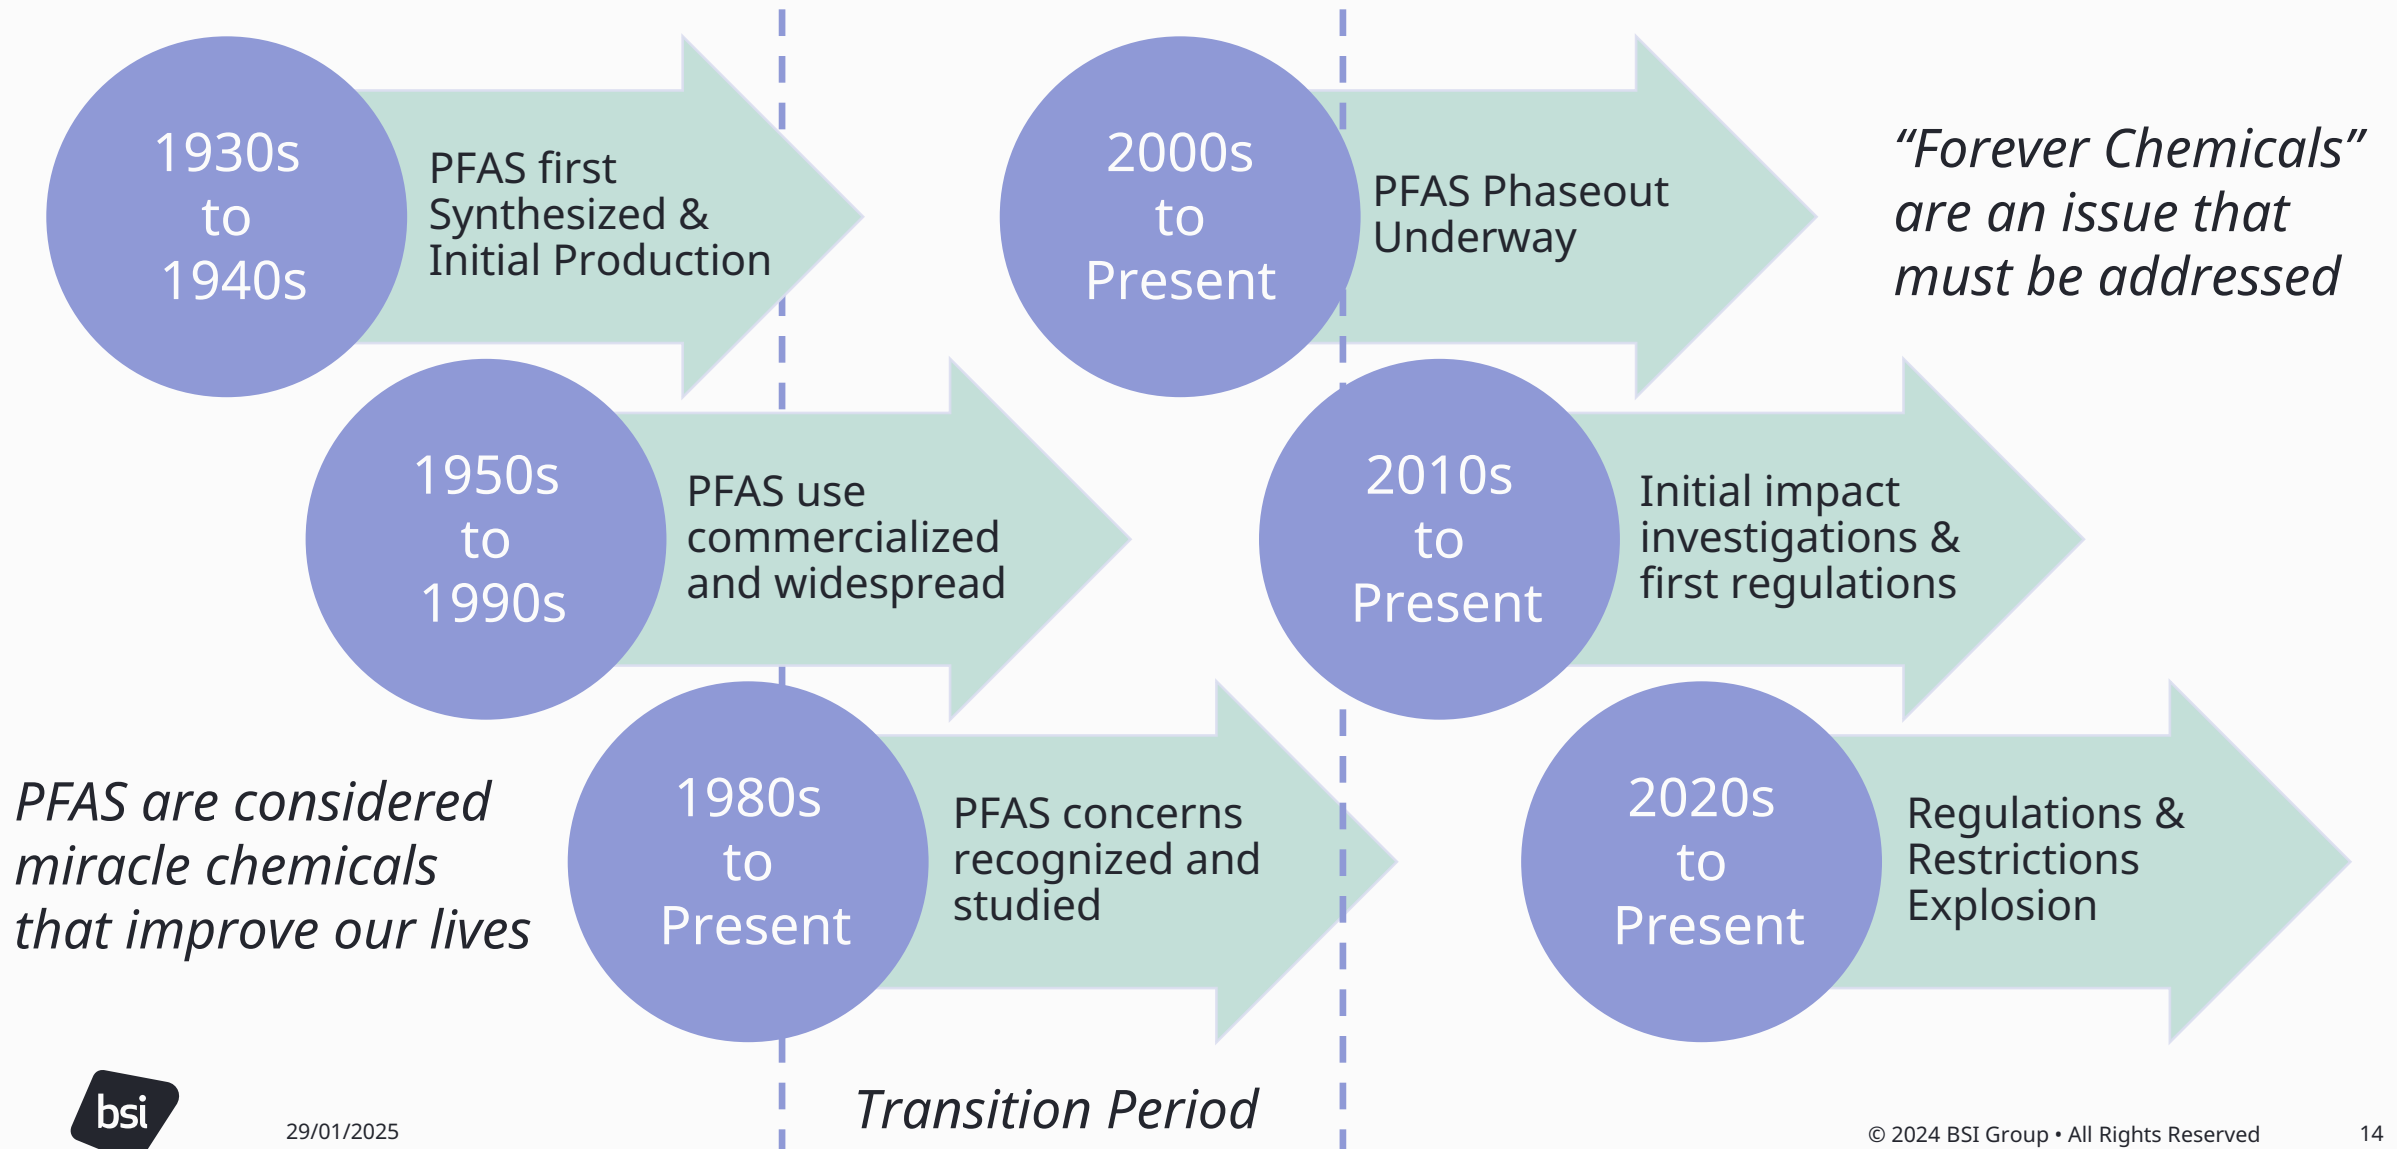 1930s
to
1940s
PFAS first
Synthesized &
Initial Production
1950s
to
1990s
PFAS use
commercialized
and widespread
1980s
to
Present
PFAS concerns
recognized and
studied
2000s
to
Present
PFAS Phaseout
Underway
2010s
to
Present
Initial impact
investigations &
first regulations
2020s
to
Present
Regulations &
Restrictions
Explosion
“Forever Chemicals”
are an issue that
must be addressed
PFAS are considered
miracle chemicals
that improve our lives
Transition Period
bsi
29/01/2025
© 2024 BSI Group • All Rights Reserved
14